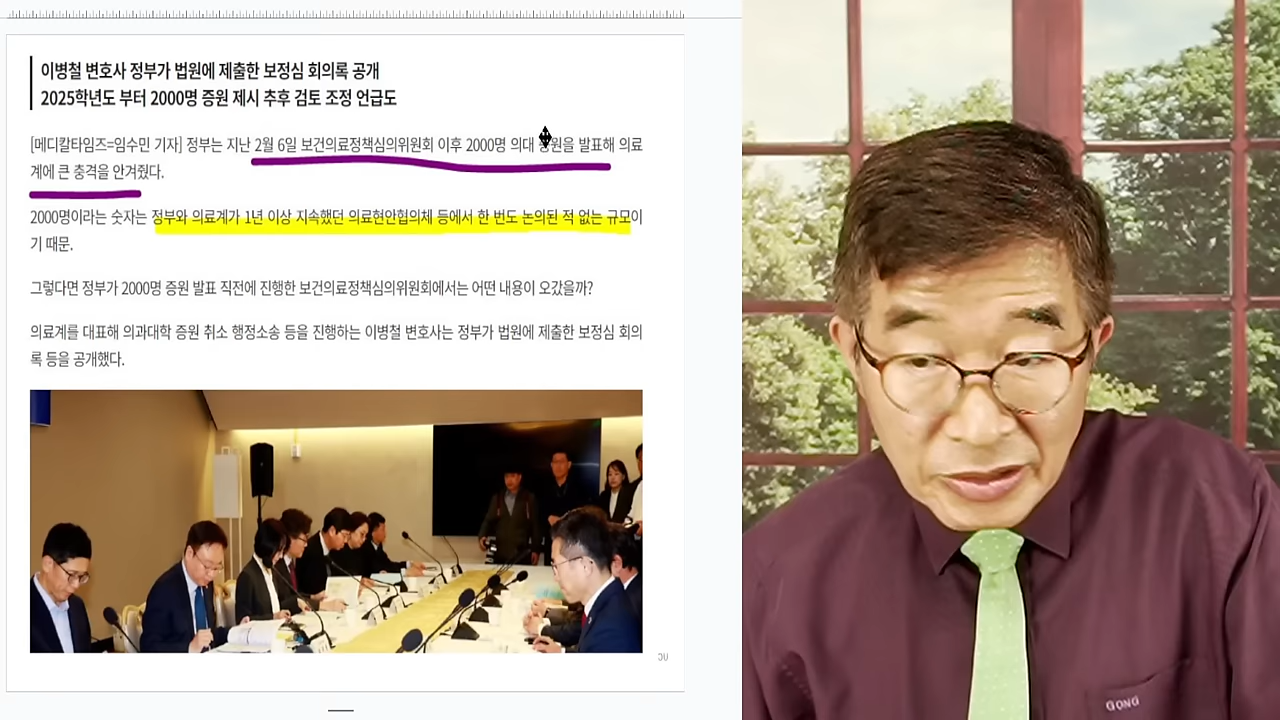 이병철 변호사 정부가 법원에 제출한 보정심 회의록 공개
2025학년도 부터 2000명 증원 제시 추후 검토 조정 언급도
[메디칼타임즈=임수민 기자] 정부는 지난 2월 6일 보건의료정책심의위원회 이후 2000명 의대 증원을 발표해 의료
계에 큰 충격을 안겨줬다.
2000명이라는 숫자는 정부와 의료계가 1년 이상 지속했던 의료현안협의체 등에서 한 번도 논의된 적 없는 규모이
기 때문.
그렇다면 정부가 2000명 증원 발표 직전에 진행한 보건의료정책심의위원회에서는 어떤 내용이 오갔을까?
의료계를 대표해 의과대학 증원 취소 행정소송 등을 진행하는 이병철 변호사는 정부가 법원에 제출한 보정심 회의
록 등을 공개했다.
GONG